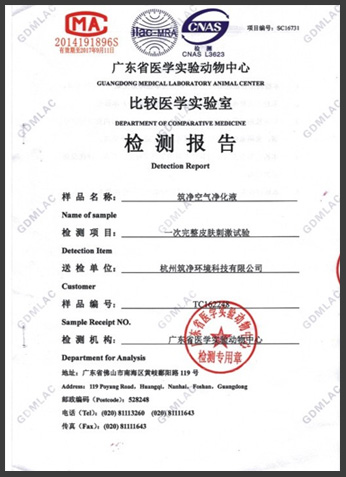 MA
2014191896S
有效期至2017年9月11日
ilac-MRA
CNAS
检测
CNAS L3623
项目编号：SC16731
广东省医学实验动物中心
GUANGDONG MEDICAL LABORATORY ANIMAL CENTER
比较医学实验室
DEPARTMENT OF COMPARATIVE MEDICINE
检测报告
Detection Report
样品名称： 筑净空气净化液
Name of sample
检测项目： 一次完整皮肤刺激试验
Detection Item
送检单位： 杭州筑净环境科技有限公司
Customer
样品编号： TC162248
Sample Receipt NO.
检测机构： 广东省医学实验动物中心
Department for Analysis
地址：广东省佛山市南海区黄岐鄱阳路 119 号
Address: 119 Poyang Road, Huangqi, Nanhai, Foshan, Guangdong
邮政编码（Postcode）：528248
电话（Tel）：(020) 81113260 (020) 81111643
传真（Fax）：(020) 81111643
广东省医学实验动物中心
检测专用章
GDMLAC
GDMLAC
GDMLAC
GDMLAC
GDMLAC
GDMLAC
GDMLAC
GDMLAC